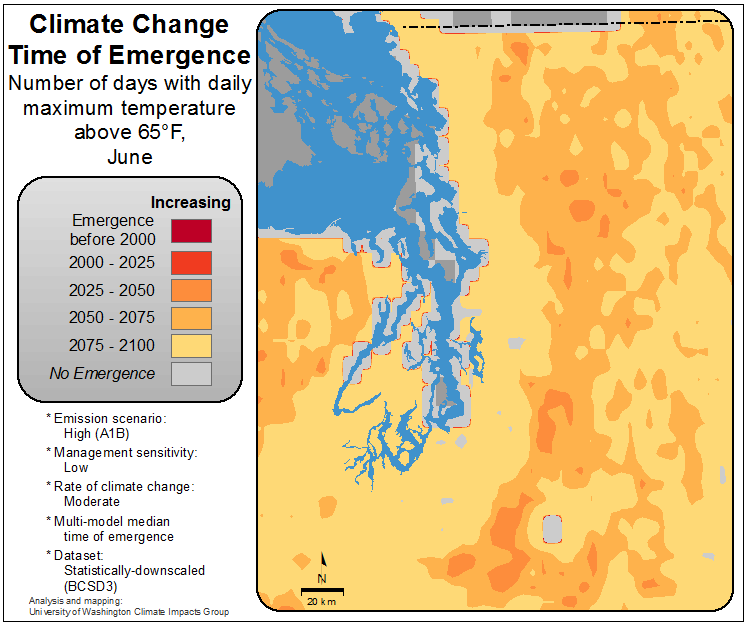 Climate Change
Time of Emergence
Number of days with daily
maximum temperature
above 65°F,
June
Increasing
Emergence
before 2000
2000 - 2025
2025 - 2050
2050 - 2075
2075 - 2100
No Emergence
* Emission scenario:
High (A1B)
* Management sensitivity:
Low
* Rate of climate change:
Moderate
* Multi-model median
time of emergence
* Dataset:
Statistically-downscaled
(BCSD3)
Analysis and mapping:
University of Washington Climate Impacts Group
N
20 km